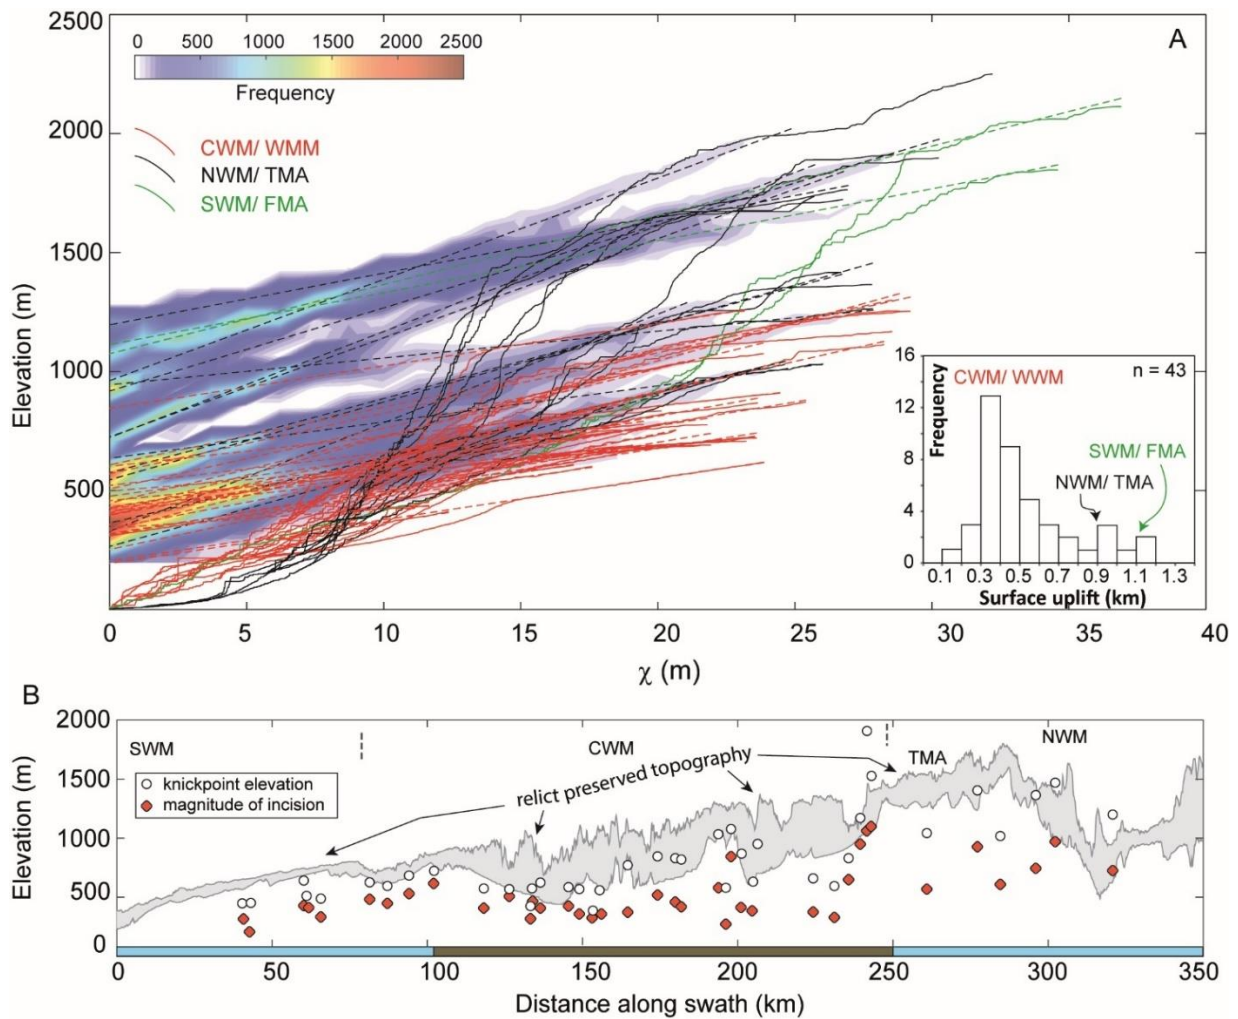 A
2500
2000
1500
1000
500
0 500 1000 1500 2000 2500
Frequency
CWM/ WMM
NWM/ TMA
SWM/ FMA
Elevation (m)
16
12
8
4
0
Frequency
CWM/ WWM
n = 43
SWM/ FMA
NWM/ TMA
0.1 0.3 0.5 0.7 0.9 1.1 1.3
Surface uplift (km)
0 5 10 15 20 25 30 35 40
χ (m)
B
2000
1500
1000
500
0
Elevation (m)
SWM
CWM
TMA
NWM
knickpoint elevation
magnitude of incision
relict preserved topography
0 50 100 150 200 250 300 350
Distance along swath (km)